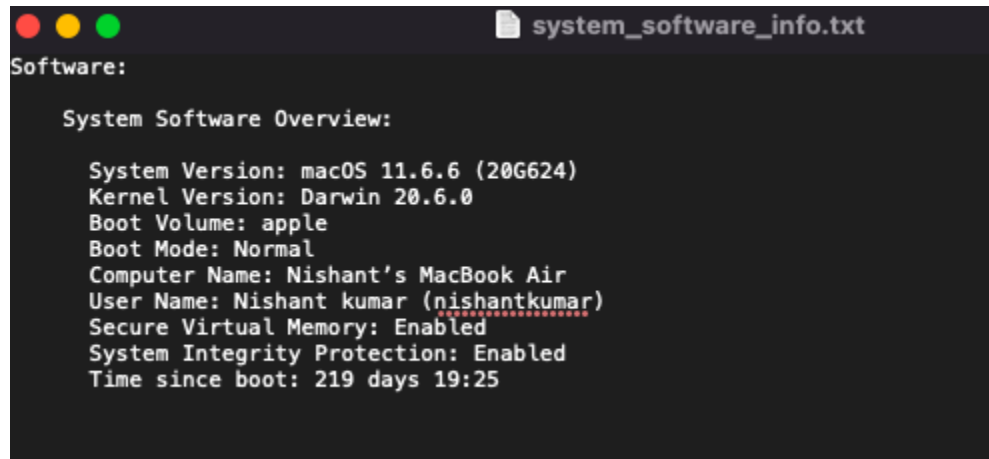 system_software_info.txt
Software:
System Software Overview:
System Version: macOS 11.6.6 (20G624)
Kernel Version: Darwin 20.6.0
Boot Volume: apple
Boot Mode: Normal
Computer Name: Nishant’s MacBook Air
User Name: Nishant kumar (nishantkumar)
Secure Virtual Memory: Enabled
System Integrity Protection: Enabled
Time since boot: 219 days 19:25